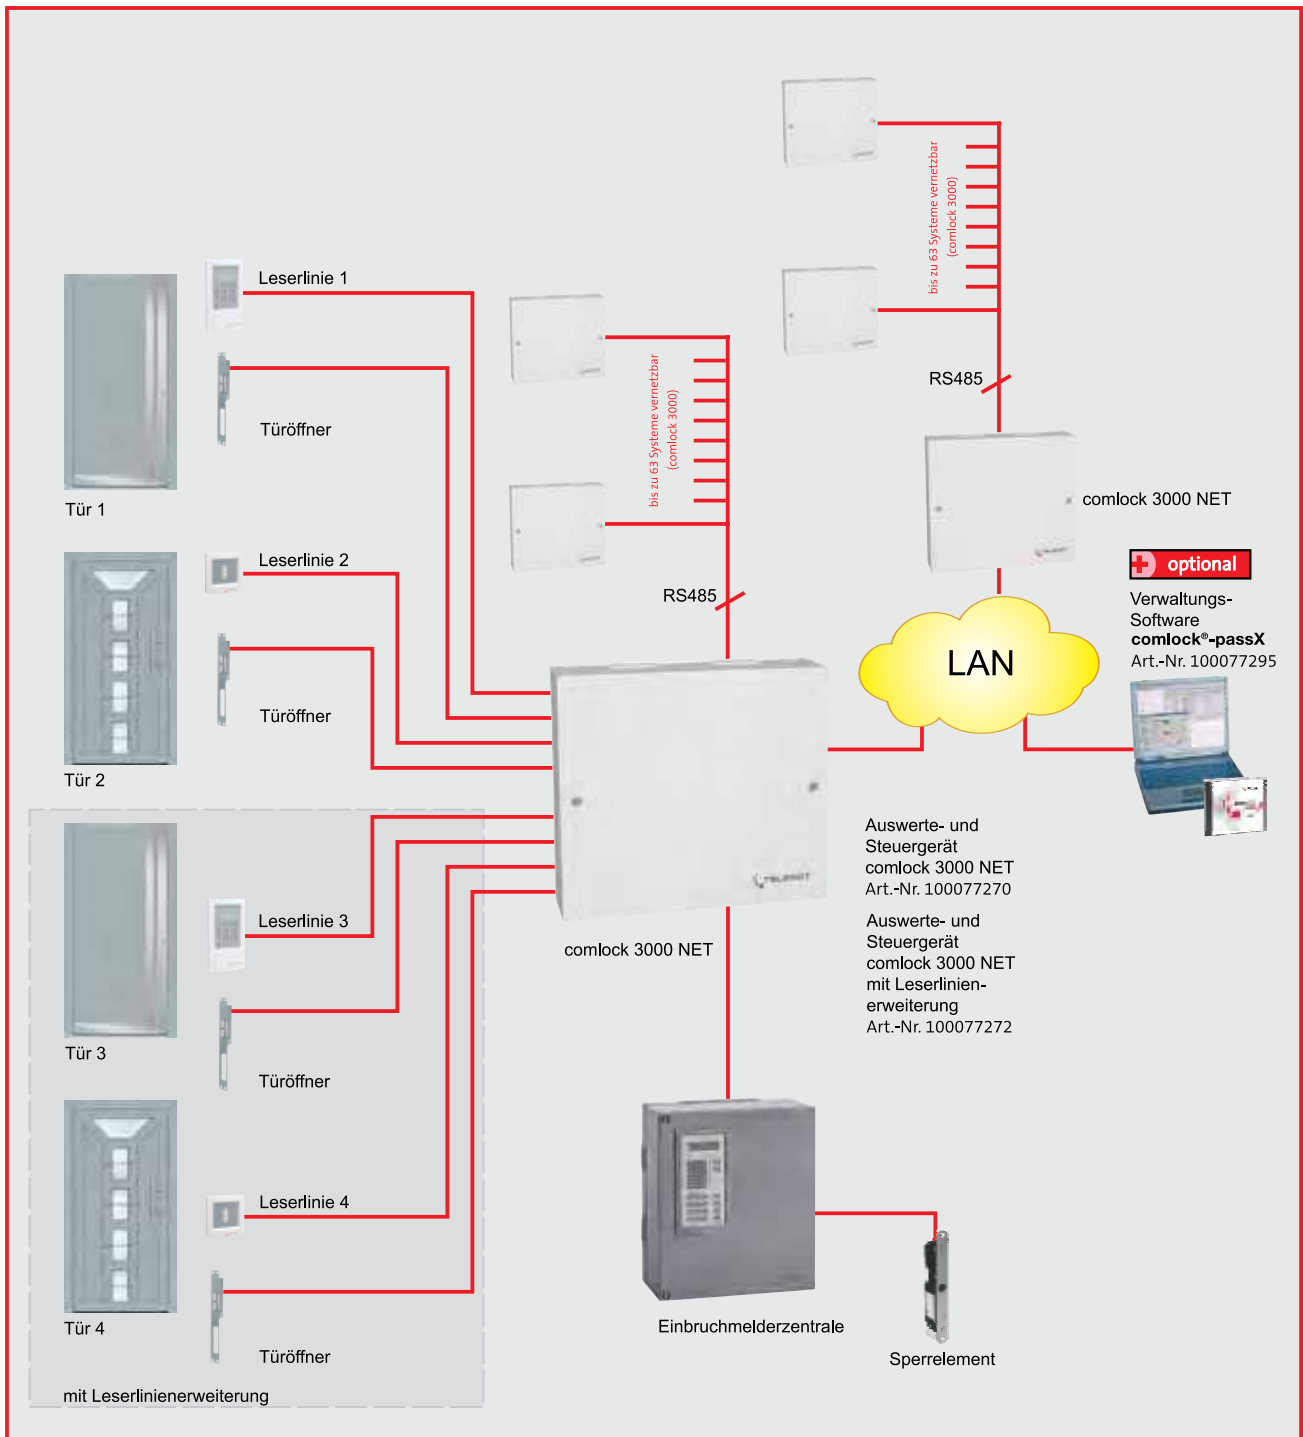 bis zu 63 Systeme vernetzbar
(comlock 3000)
Leserlinie 1
bis zu 63 Systeme vernetzbar
(comlock 3000)
RS485
Türöffner
comlock 3000 NET
Tür 1
optional
Leserlinie 2
RS485
Verwaltungs-
Software
comlock®-passX
Art.-Nr. 100077295
LAN
Türöffner
Tür 2
Auswerte- und
Steuergerät
comlock 3000 NET
Art.-Nr. 100077270
TELENOT
Leserlinie 3
comlock 3000 NET
Auswerte- und
Steuergerät
comlock 3000 NET
mit Leserlinien-
erweiterung
Art.-Nr. 100077272
Tür 3
Türöffner
Leserlinie 4
Tür 4
Einbruchmelderzentrale
Türöffner
Sperrelement
mit Leserlinienerweiterung